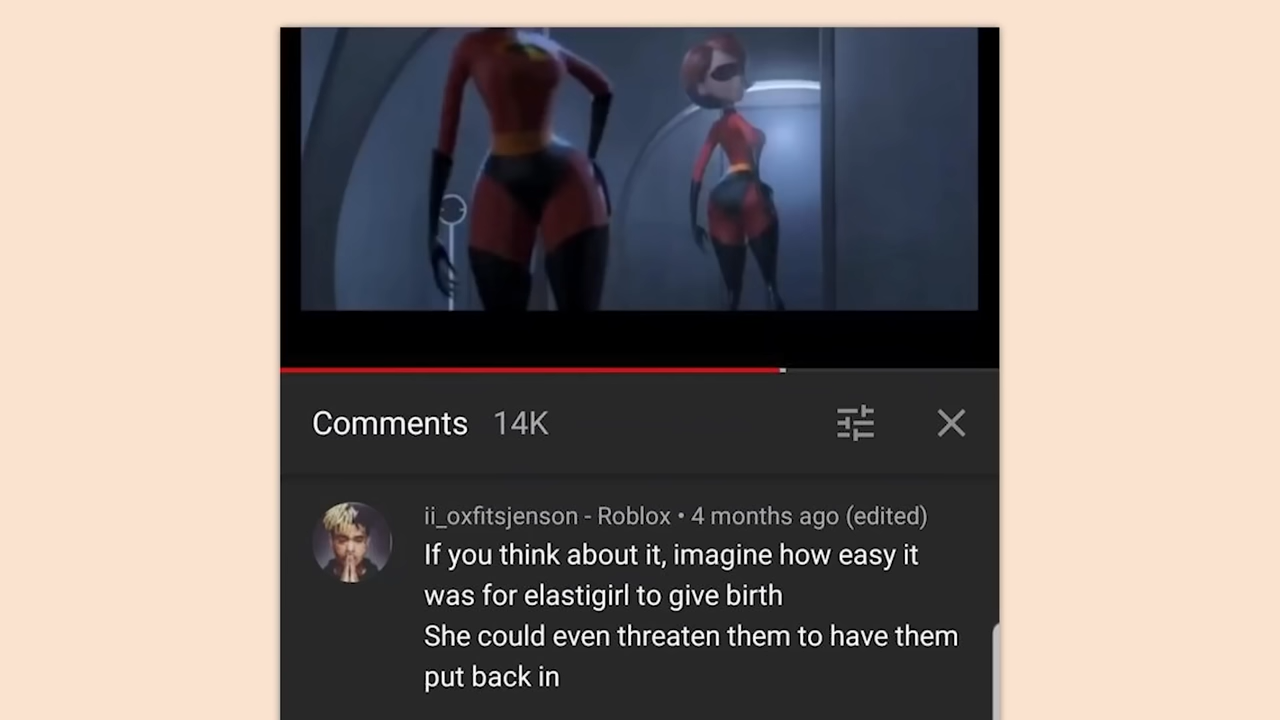 Comments 14K
ii_oxfitsjenson - Roblox • 4 months ago (edited)
If you think about it, imagine how easy it
was for elastigirl to give birth
She could even threaten them to have them
put back in